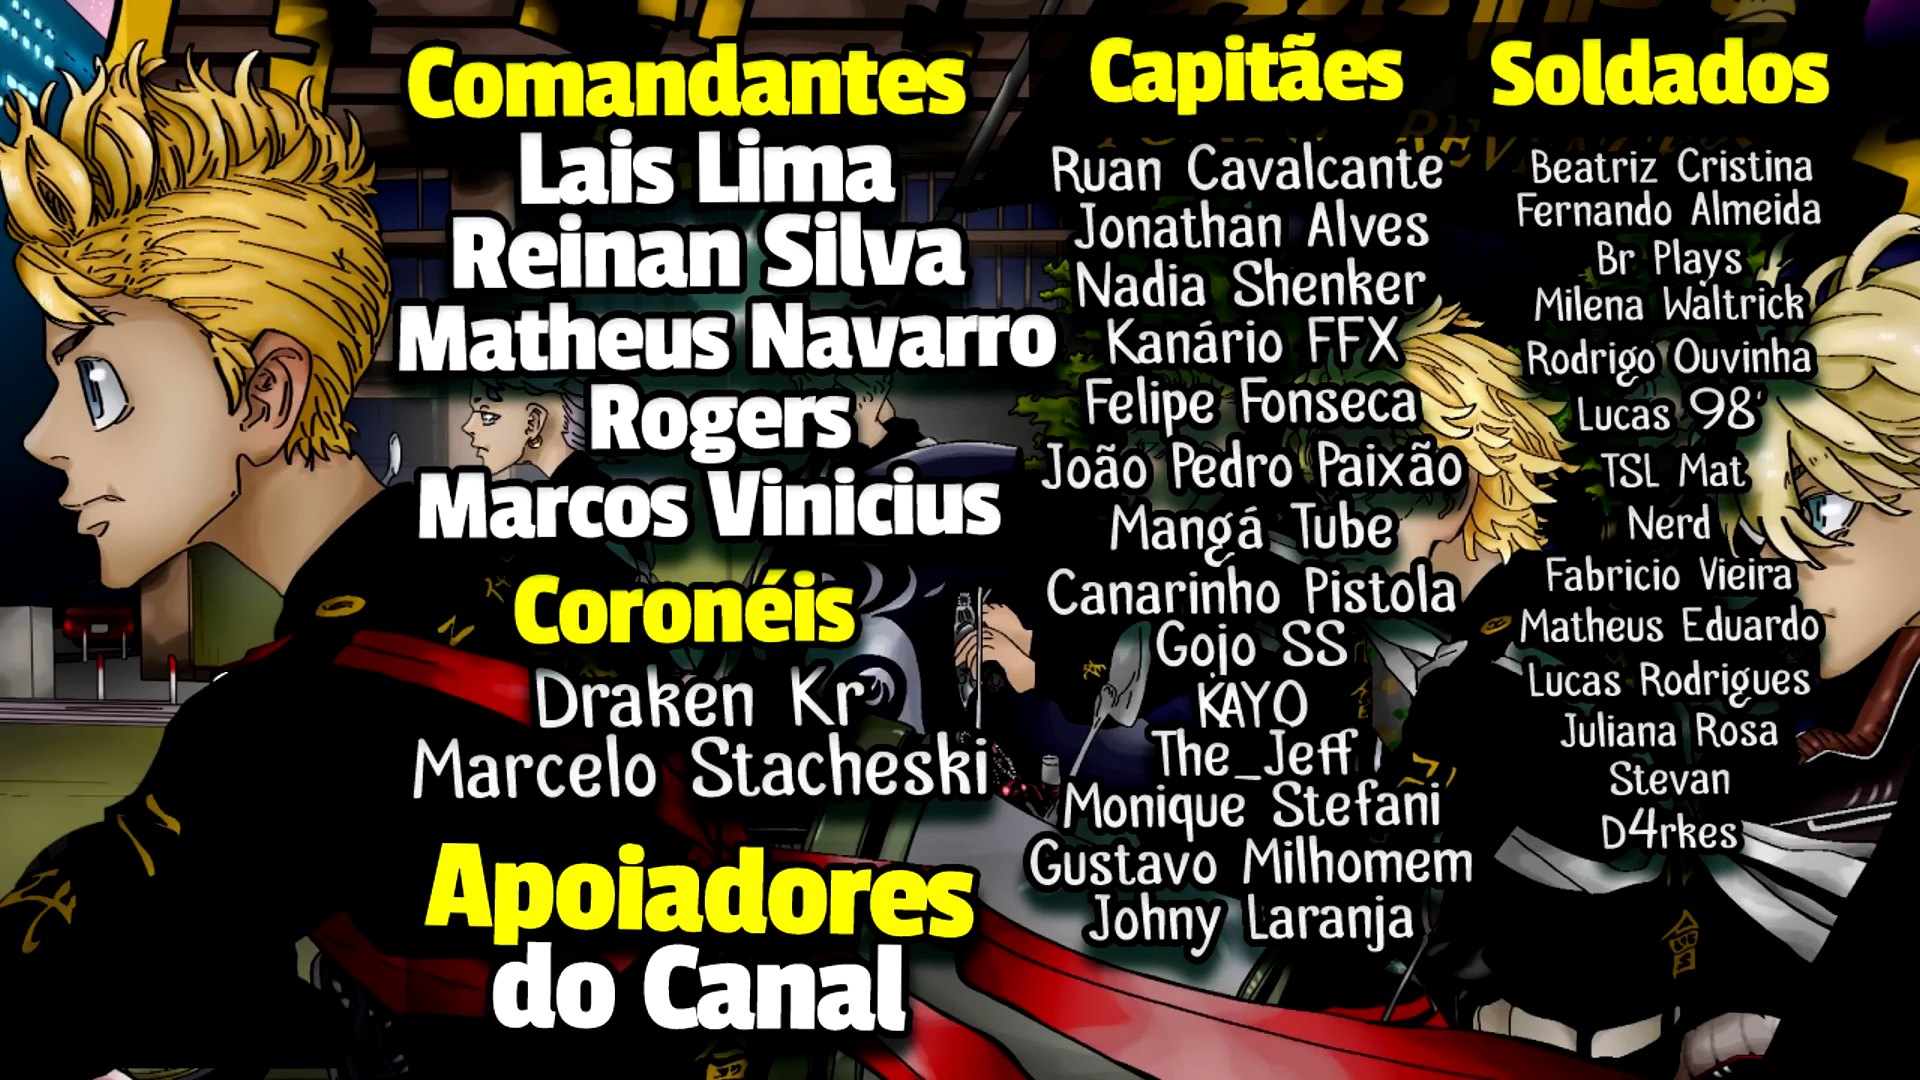 Comandantes
Lais Lima
Reinan Silva
Matheus Navarro
Rogers
Marcos Vinicius
Coronéis
Draken Kr
Marcelo Stacheski
Apoiadores
do Canal
Capitães
Ruan Cavalcante
Jonathan Alves
Nadia Shenker
Kanário FFX
Felipe Fonseca
João Pedro Paixão
Mangá Tube
Canarinho Pistola
Gojo SS
KAYO
The_Jeff
Monique Stefani
Gustavo Milhomem
Johny Laranja
Soldados
Beatriz Cristina
Fernando Almeida
Br Plays
Milena Waltrick
Rodrigo Ouvinha
Lucas 98'
TSL Mat
Nerd
Fabricio Vieira
Matheus Eduardo
Lucas Rodrigues
Juliana Rosa
Stevan
D4rkes